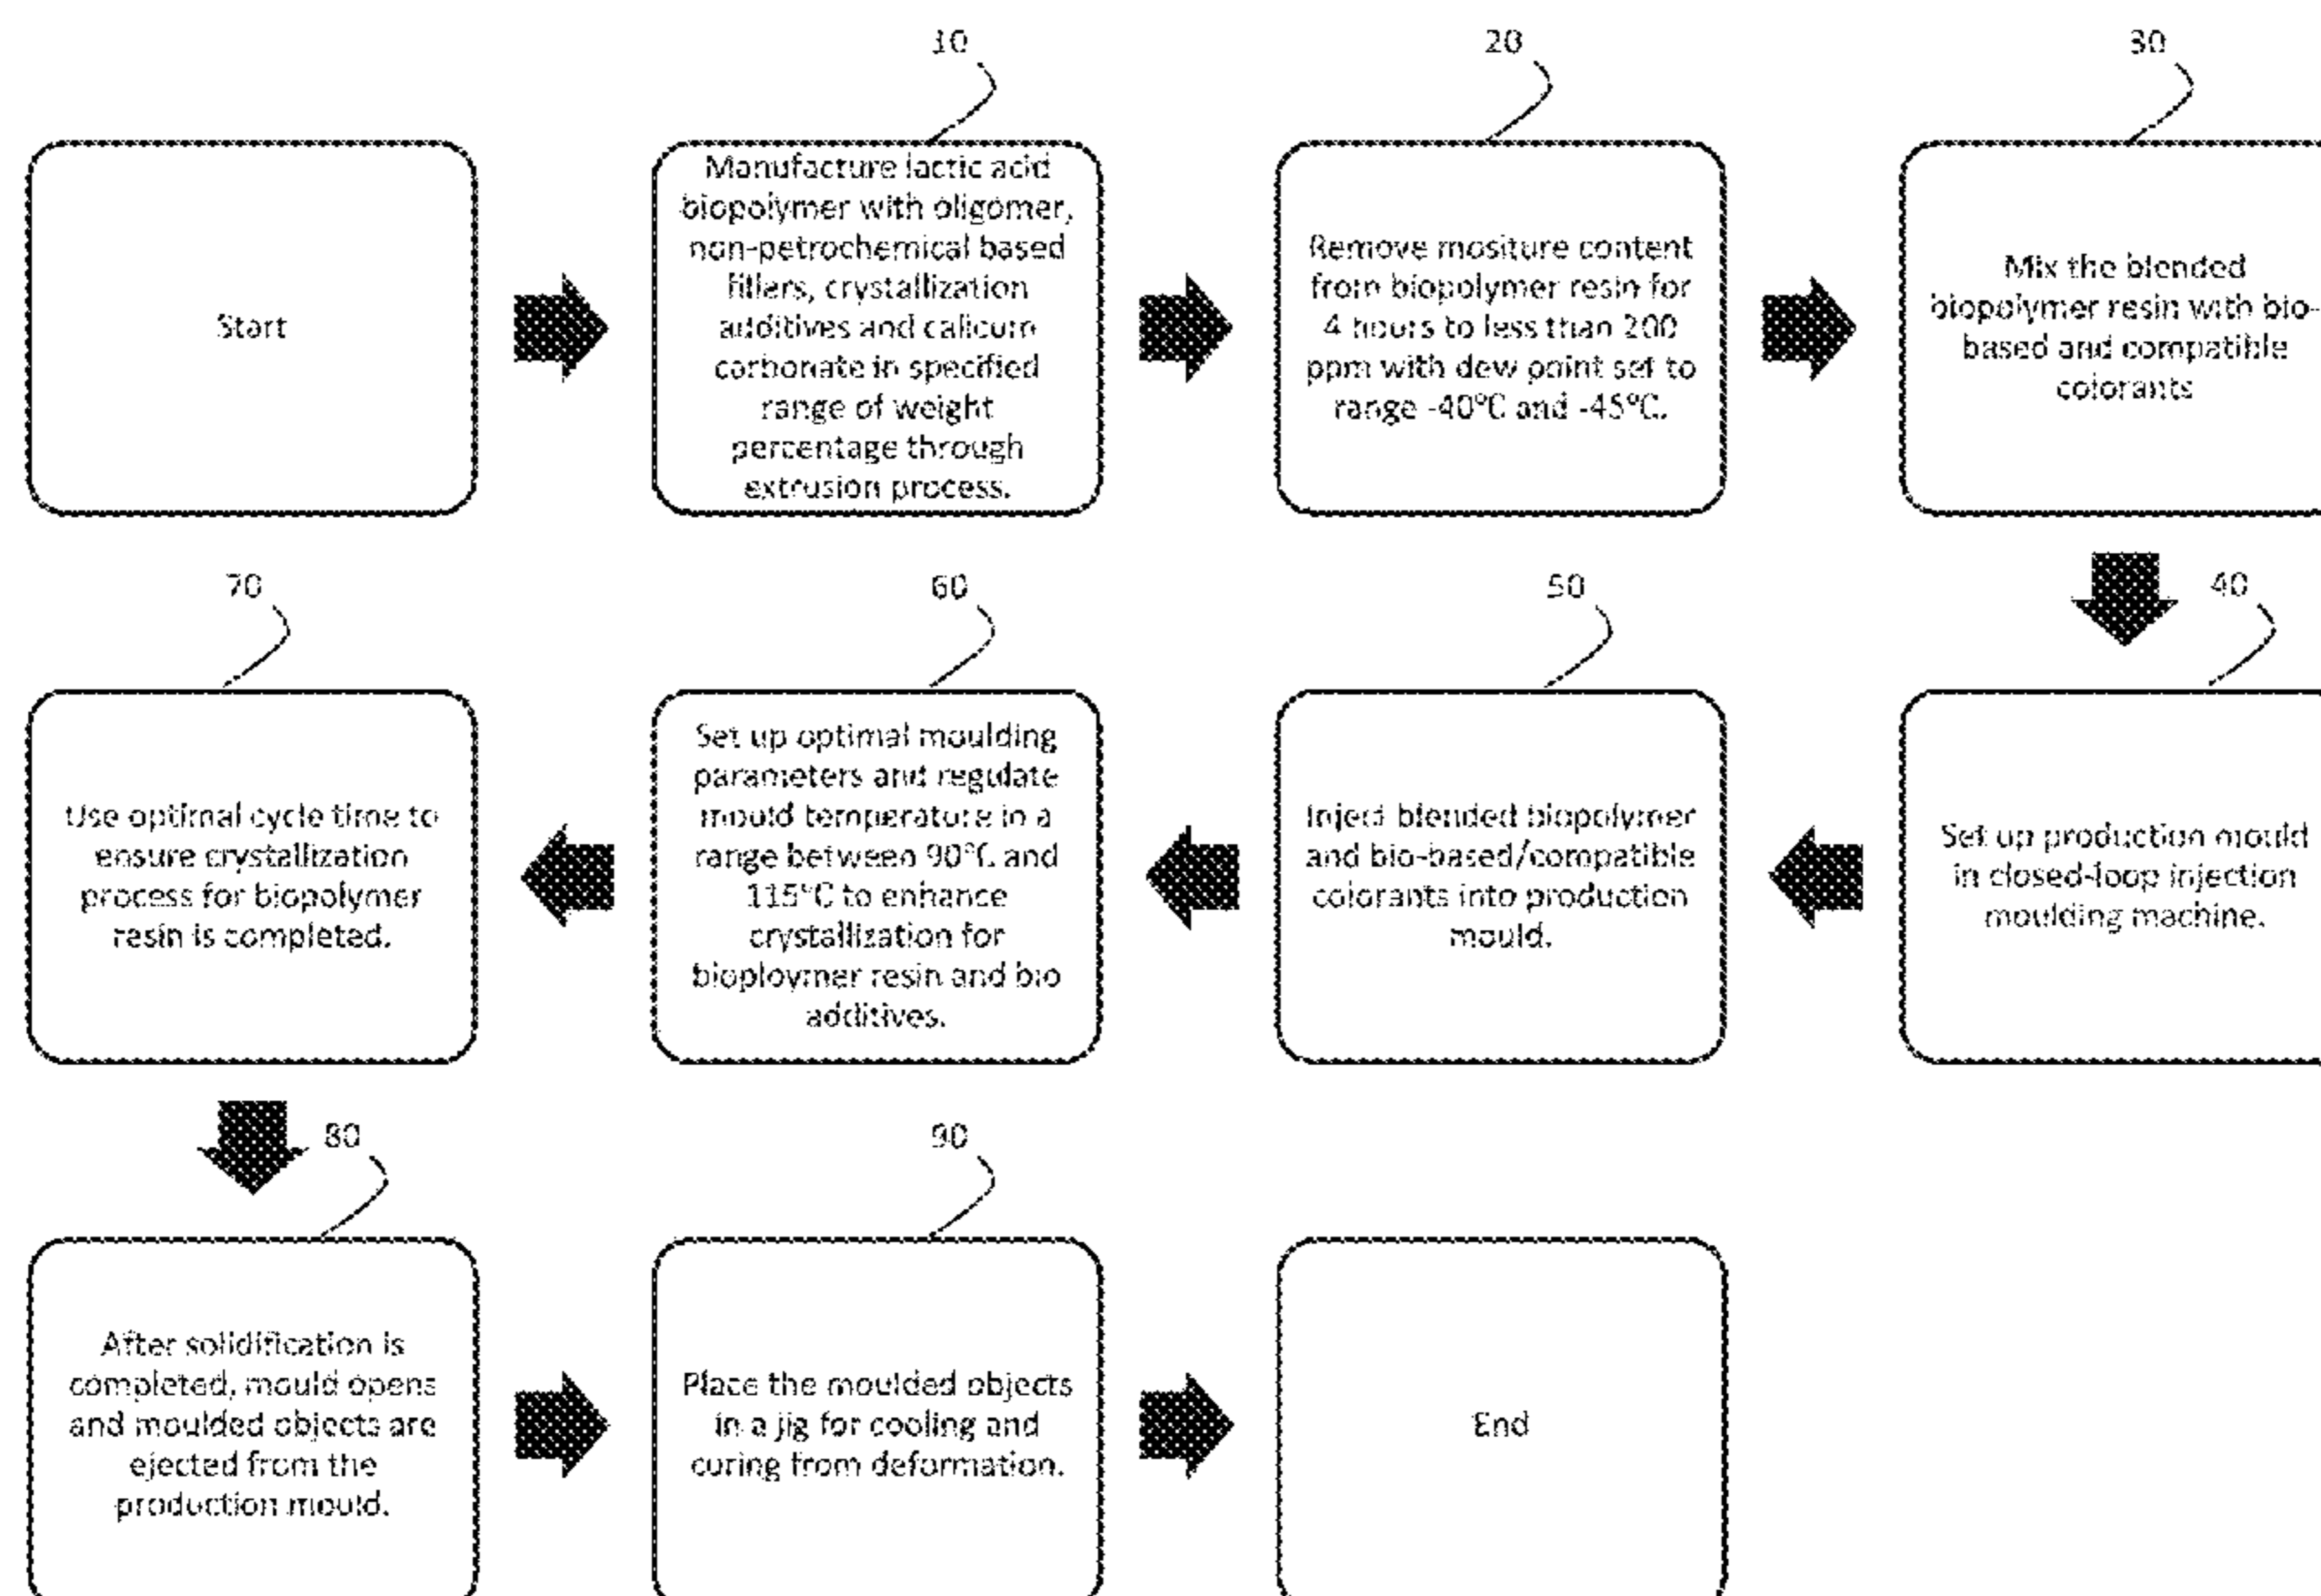 10
20
30
Start
Manufacture lactic acid
biopolymer with oligomer,
non-petrochemical based
fillers, crystallization
additives and calicum
carbonate in specified
range of weight
percentage through
extrusion process.
Remove mositure content
from biopolymer resin for
4 hours to less than 200
ppm with dew point set to
range -40°C and -45°C.
Mix the blended
biopolymer resin with bio-
based and compatible
colorants
40
Set up production mould
in closed-loop injection
moulding machine.
50
Inject blended biopolymer
and bio-based/compatible
colorants into production
mould.
60
Set up optimal moulding
parameters and regulate
mould temperature in a
range between 90°C and
115°C to enhance
crystallization for
bioploymer resin and bio
additives.
70
Use optimal cycle time to
ensure crystallization
process for biopolymer
resin is completed.
80
After solidification is
completed, mould opens
and moulded objects are
ejected from the
production mould.
90
Place the moulded objects
in a jig for cooling and
curing from deformation.
End